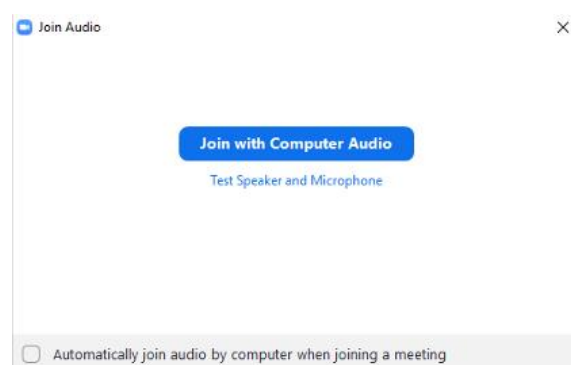 Join Audio
Join with Computer Audio
Test Speaker and Microphone
Automatically join audio by computer when joining a meeting